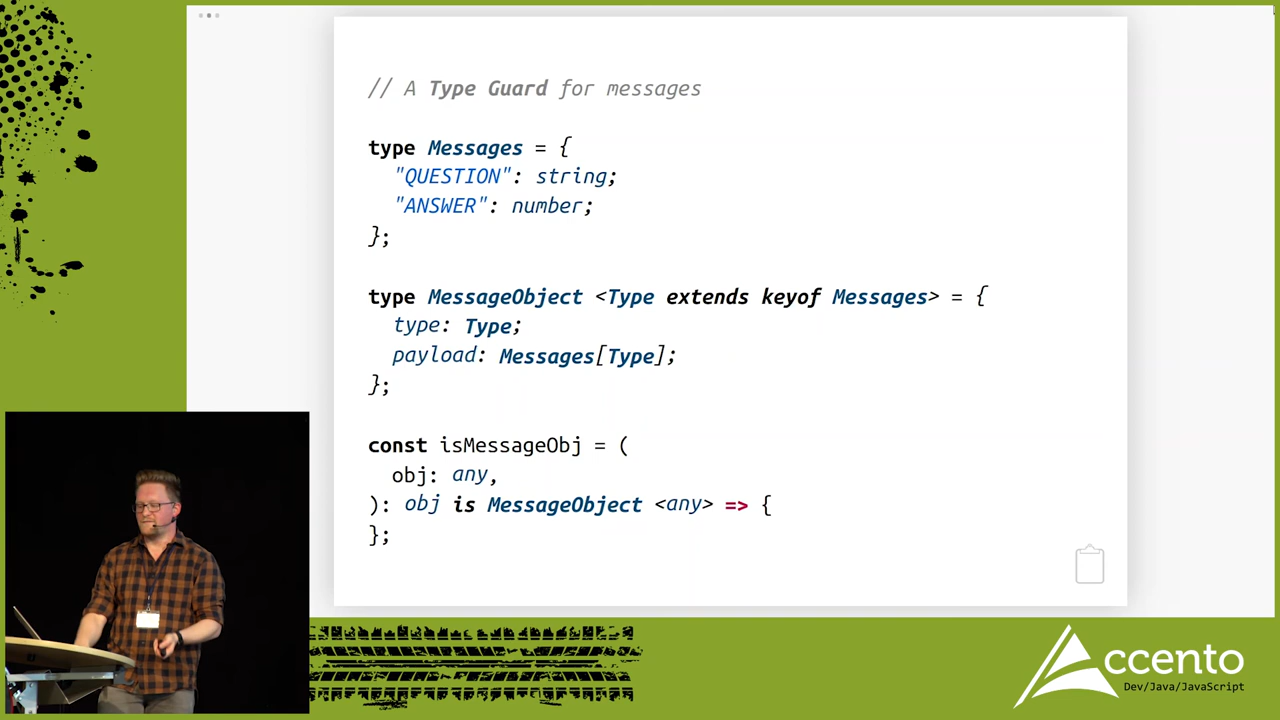 // A Type Guard for messages
type Messages = {
"QUESTION": string;
"ANSWER": number;
};
type MessageObject <Type extends keyof Messages> = {
type: Type;
payload: Messages[Type];
};
const isMessageObj = (
obj: any,
): obj is MessageObject <any> => {
};
ccento
Dev/Java/JavaScript